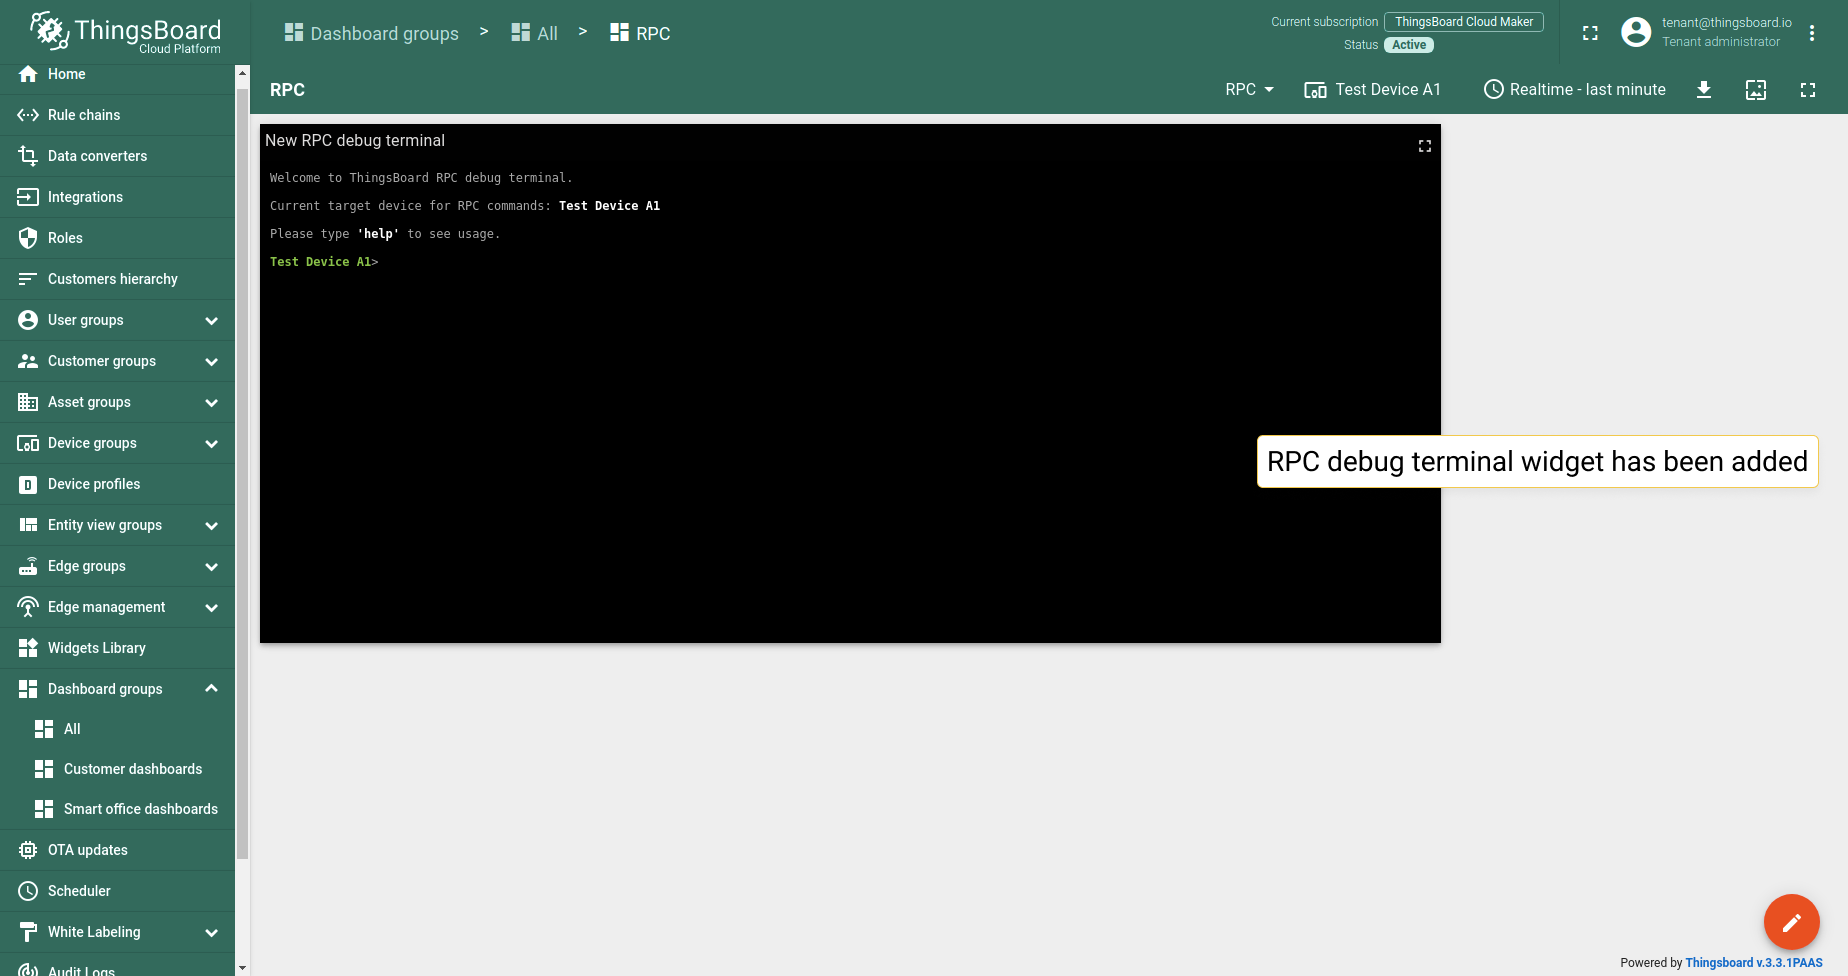 ThingsBoard
Cloud Platform
Dashboard groups > All > RPC
Current subscription ThingsBoard Cloud Maker
Status Active
tenant@thingsboard.io
Tenant administrator
RPC
RPC
Test Device A1
Realtime - last minute
Home
Rule chains
Data converters
Integrations
Roles
Customers hierarchy
User groups
Customer groups
Asset groups
Device groups
Device profiles
Entity view groups
Edge groups
Edge management
Widgets Library
Dashboard groups
All
Customer dashboards
Smart office dashboards
OTA updates
Scheduler
White Labeling
Audit Logs
New RPC debug terminal
Welcome to ThingsBoard RPC debug terminal.
Current target device for RPC commands: Test Device A1
Please type 'help' to see usage.
Test Device A1>
RPC debug terminal widget has been added
Powered by Thingsboard v.3.3.1PAAS